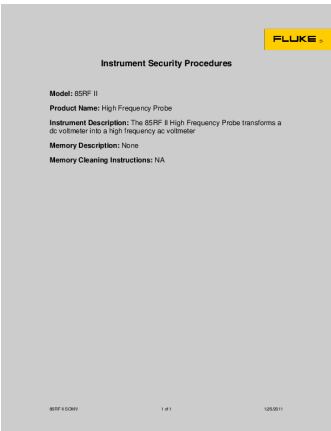 FLUKE
Instrument Security Procedures
Model: 85RF II
Product Name: High Frequency Probe
Instrument Description: The 85RF II High Frequency Probe transforms a
dc voltmeter into a high frequency ac voltmeter
Memory Description: None
Memory Cleaning Instructions: NA
1 of 1